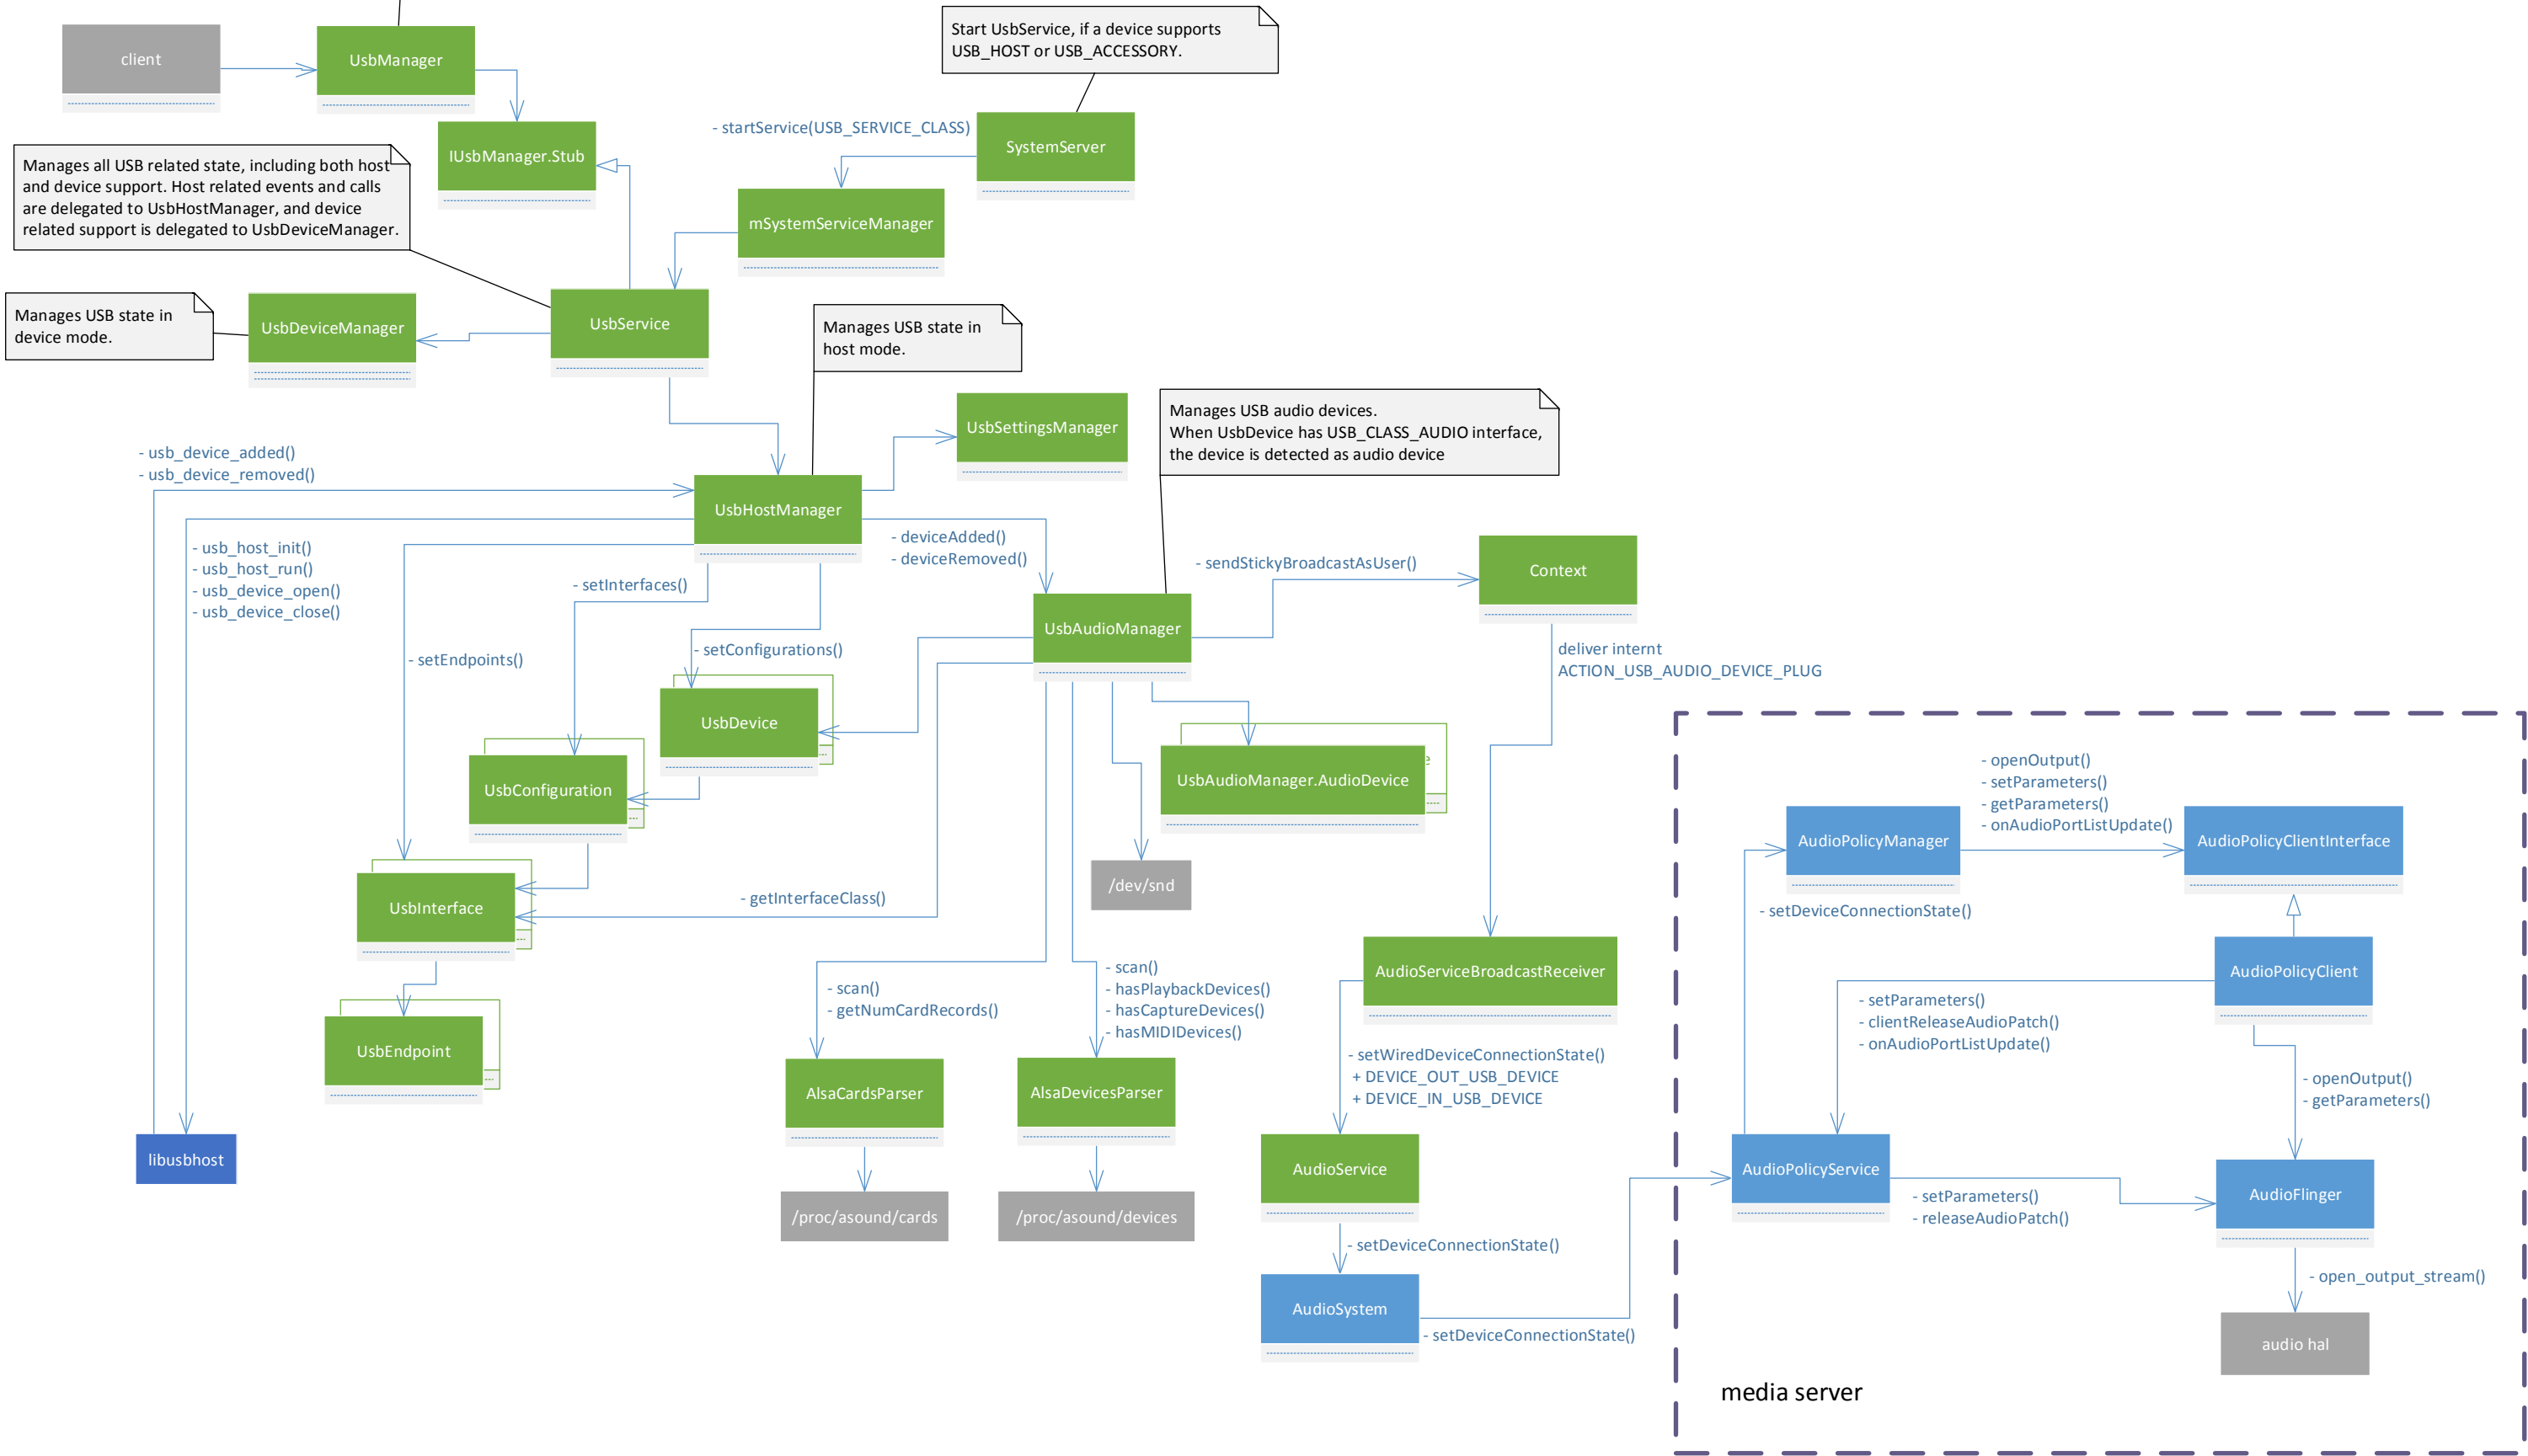 client
UsbManager
Start UsbService, if a device supports
USB_HOST or USB_ACCESSORY.
- startService(USB_SERVICE_CLASS)
SystemServer
IUsbManager.Stub
Manages all USB related state, including both host
and device support. Host related events and calls
are delegated to UsbHostManager, and device
related support is delegated to UsbDeviceManager.
mSystemServiceManager
Manages USB state in
device mode.
UsbDeviceManager
UsbService
Manages USB state in
host mode.
UsbSettingsManager
Manages USB audio devices.
When UsbDevice has USB_CLASS_AUDIO interface,
the device is detected as audio device
- usb_device_added()
- usb_device_removed()
UsbHostManager
- usb_host_init()
- usb_host_run()
- usb_device_open()
- usb_device_close()
- deviceAdded()
- deviceRemoved()
- setInterfaces()
- sendStickyBroadcastAsUser()
Context
UsbAudioManager
- setEndpoints()
- setConfigurations()
deliver internt
ACTION_USB_AUDIO_DEVICE_PLUG
UsbDevice
UsbConfiguration
UsbAudioManager.AudioDevice
e
- openOutput()
- setParameters()
- getParameters()
- onAudioPortListUpdate()
AudioPolicyManager
AudioPolicyClientInterface
/dev/snd
UsbInterface
- getInterfaceClass()
- setDeviceConnectionState()
AudioServiceBroadcastReceiver
AudioPolicyClient
- scan()
- getNumCardRecords()
- scan()
- hasPlaybackDevices()
- hasCaptureDevices()
- hasMIDIDevices()
- setParameters()
- clientReleaseAudioPatch()
- onAudioPortListUpdate()
UsbEndpoint
- setWiredDeviceConnectionState()
+ DEVICE_OUT_USB_DEVICE
+ DEVICE_IN_USB_DEVICE
- openOutput()
- getParameters()
AlsaCardsParser
AlsaDevicesParser
libusbhost
AudioService
AudioPolicyService
- setParameters()
- releaseAudioPatch()
AudioFlinger
/proc/asound/cards
/proc/asound/devices
- setDeviceConnectionState()
- open_output_stream()
AudioSystem
- setDeviceConnectionState()
audio hal
media server